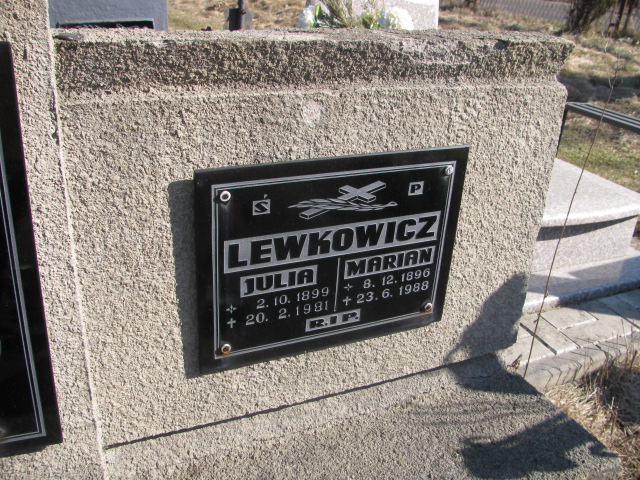 Ś P
LEWKOWICZ
JULIA MARIAN
2.10.1899 8.12.1896
20.2.1981 23.6.1988
R.I.P.